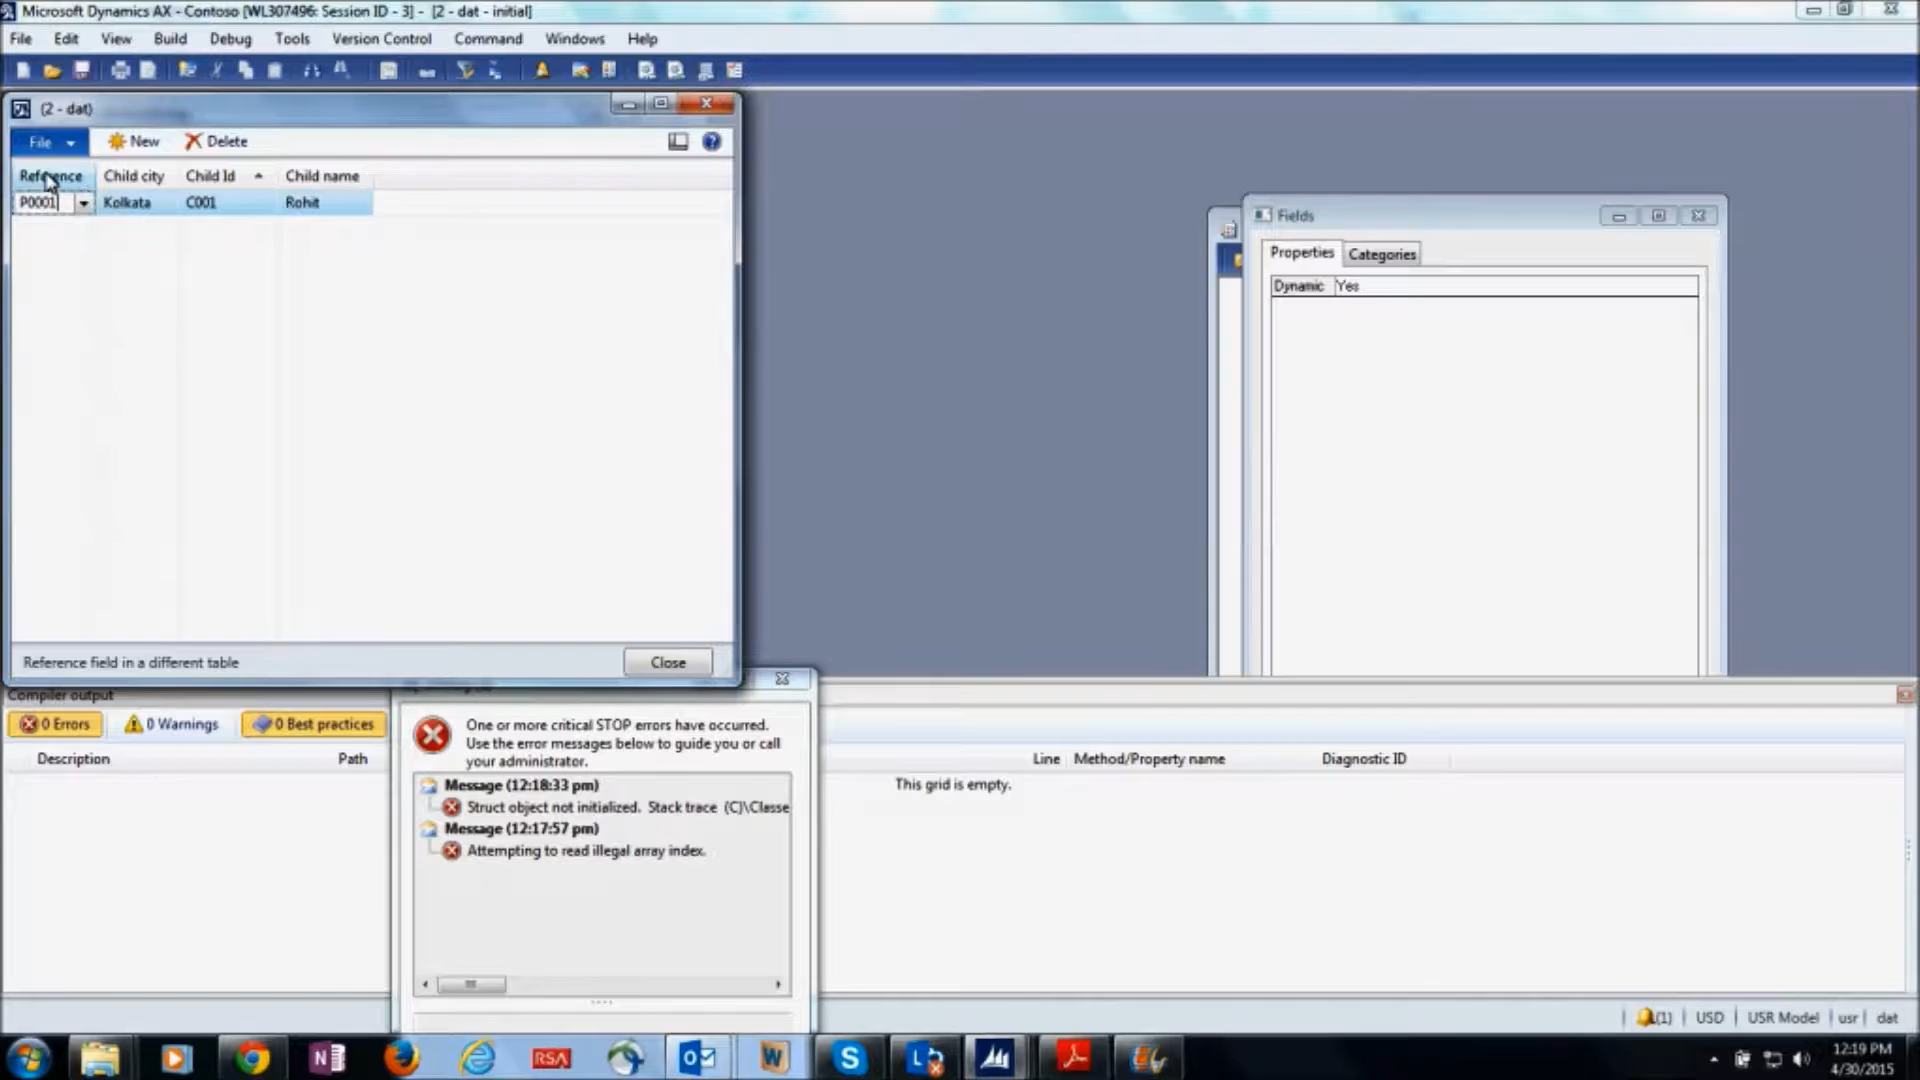 Microsoft Dynamics AX - Contoso [WL307496: Session ID - 3] - [2 - dat - initial]
File Edit View Build Debug Tools Version Control Command Windows Help
(2 - dat)
File New Delete
Reference Child city Child Id Child name
P0001 Kolkata C001 Rohit
Fields
Properties Categories
Dynamic Yes
Reference field in a different table
Close
Compiler output
0 Errors 0 Warnings 0 Best practices
Description Path Line Method/Property name Diagnostic ID
This grid is empty.
One or more critical STOP errors have occurred.
Use the error messages below to guide you or call
your administrator.
Message (12:18:33 pm)
Struct object not initialized. Stack trace (C)\Classe
Message (12:17:57 pm)
Attempting to read illegal array index.
(1) USD USR Model usr dat
RSA
12:19 PM
4/30/2015